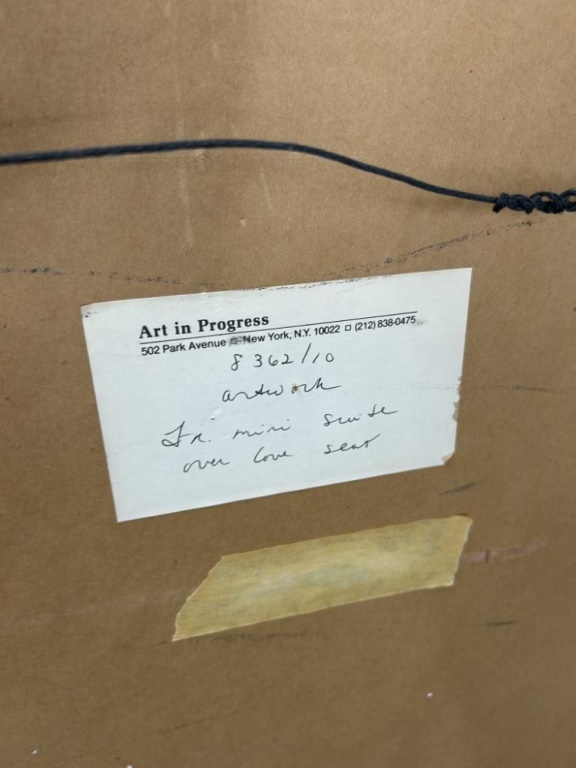 Art in Progress
502 Park Avenue New York, N.Y. 10022 □ (212) 838-0475
8362/10
artwork
mini suite
over love seat